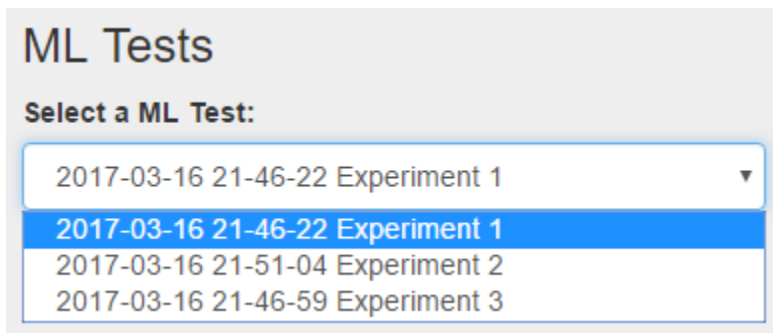 ML Tests
Select a ML Test:
2017-03-16 21-46-22 Experiment 1
2017-03-16 21-46-22 Experiment 1
2017-03-16 21-51-04 Experiment 2
2017-03-16 21-46-59 Experiment 3